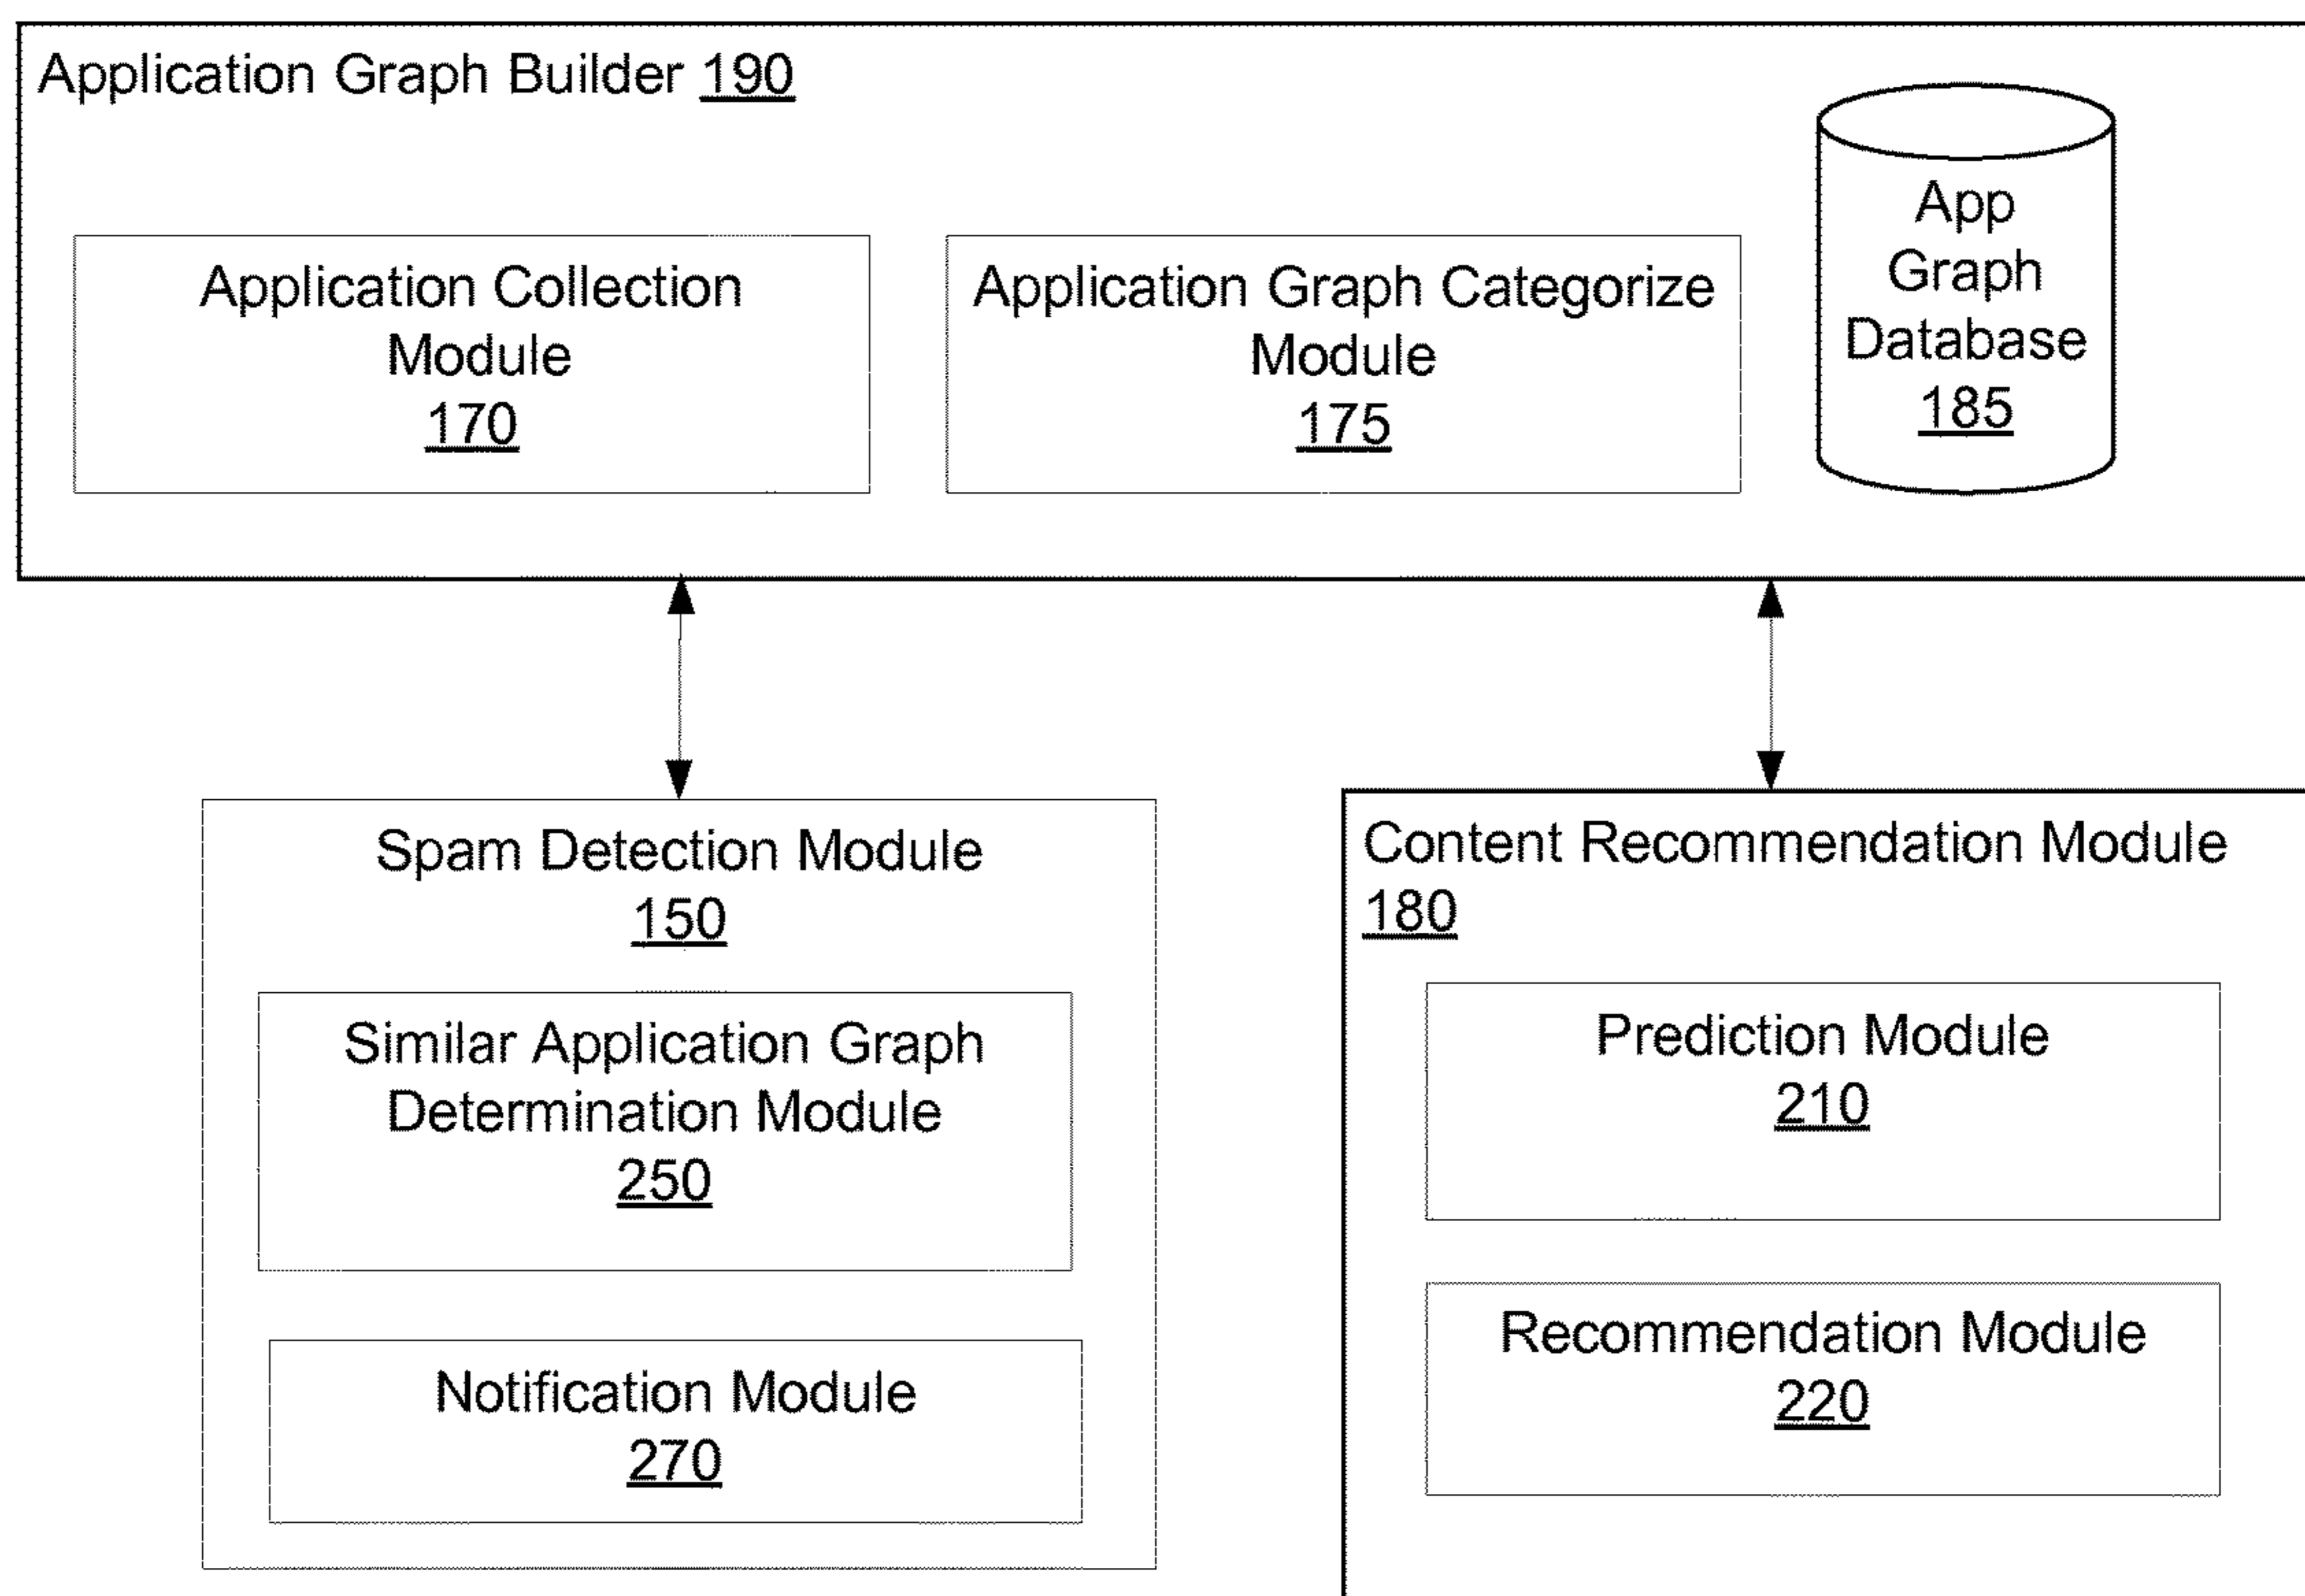 Application Graph Builder 190
Application Collection
Module
170
Application Graph Categorize
Module
175
App
Graph
Database
185
Spam Detection Module
150
Similar Application Graph
Determination Module
250
Notification Module
270
Content Recommendation Module
180
Prediction Module
210
Recommendation Module
220